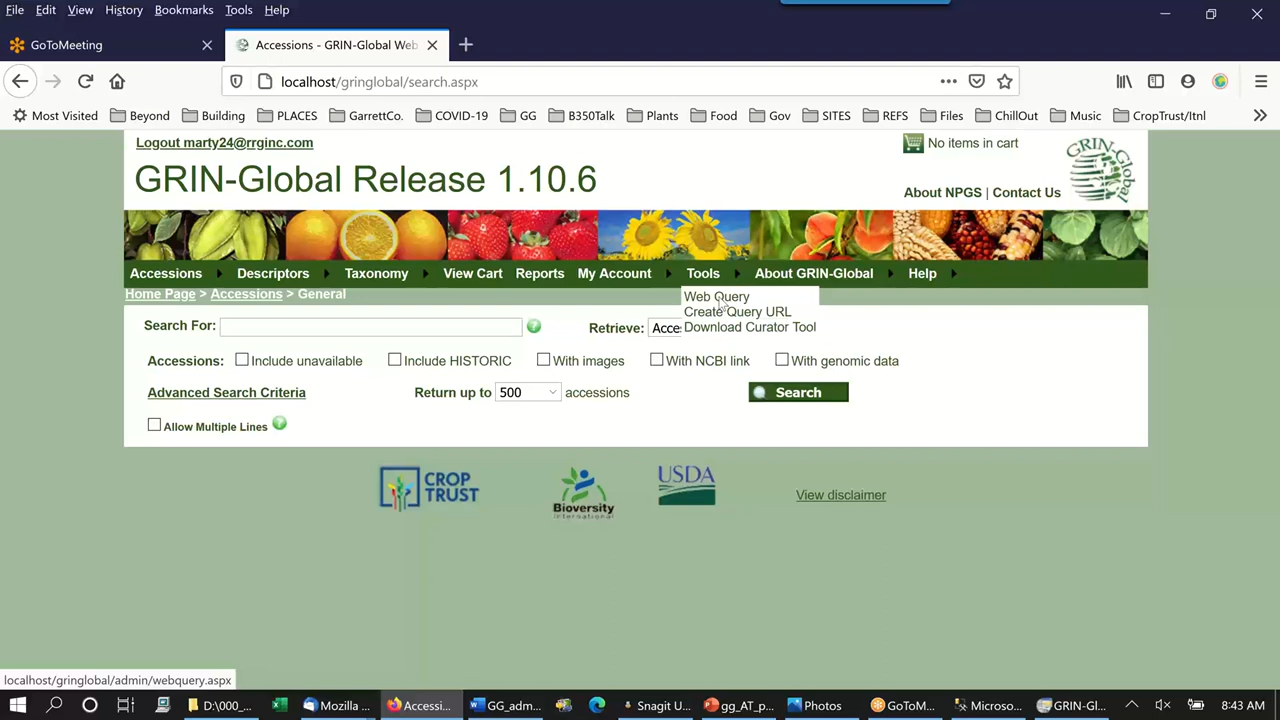 File Edit View History Bookmarks Tools Help
GoToMeeting
Accessions - GRIN-Global Web
localhost/gringlobal/search.aspx
Most Visited Beyond Building PLACES GarrettCo. COVID-19 GG B350Talk Plants Food Gov SITES REFS Files ChillOut Music CropTrust/Itnl
Logout marty24@rrginc.com
No items in cart
GRIN-GLOBAL
GRIN-Global Release 1.10.6
About NPGS | Contact Us
Accessions Descriptors Taxonomy View Cart Reports My Account Tools About GRIN-Global Help
Home Page > Accessions > General
Web Query
Create Query URL
Download Curator Tool
Search For:
Retrieve: Acce
Accessions: Include unavailable Include HISTORIC With images With NCBI link With genomic data
Advanced Search Criteria
Return up to 500 accessions
Search
Allow Multiple Lines
CROP TRUST
Bioversity International
USDA
View disclaimer
localhost/gringlobal/admin/webquery.aspx
D:\000_ Mozilla ... Accessi... GG_adm... Snagit U... gg_AT_p... Photos GoToM... Microso... GRIN-Gl... 8:43 AM